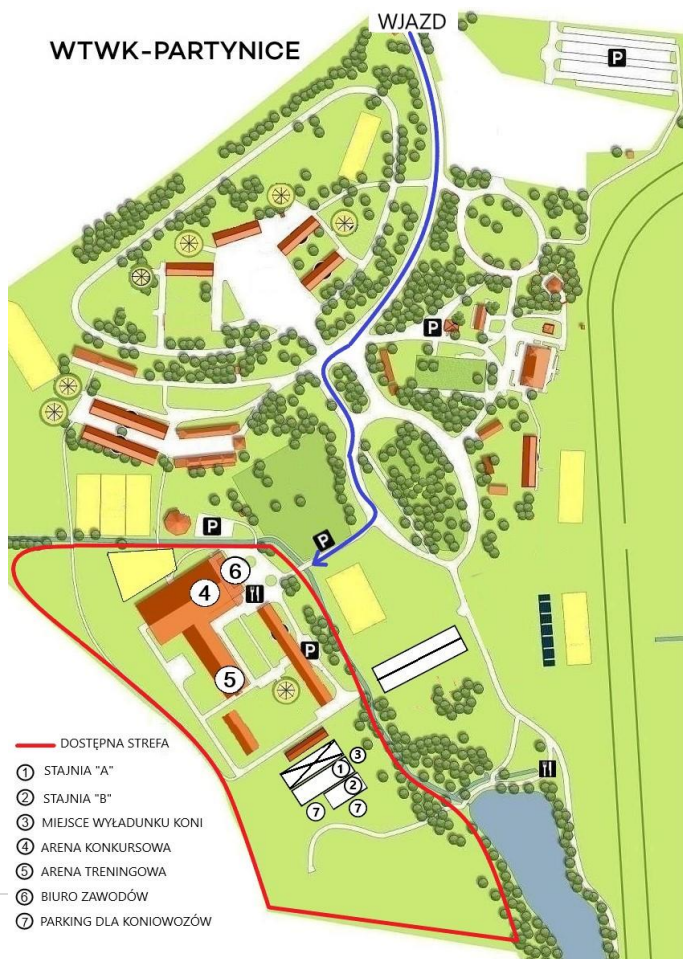 WJAZD
WTWK-PARTYNICE
P
P
P
P
6
4
P
5
3
1
2
7
7
DOSTĘPNA STREFA
1 STAJNIA "A"
2 STAJNIA "B"
3 MIEJSCE WYŁADUNKU KONI
4 ARENA KONKURSOWA
5 ARENA TRENINGOWA
6 BIURO ZAWODÓW
7 PARKING DLA KONIOWOZÓW